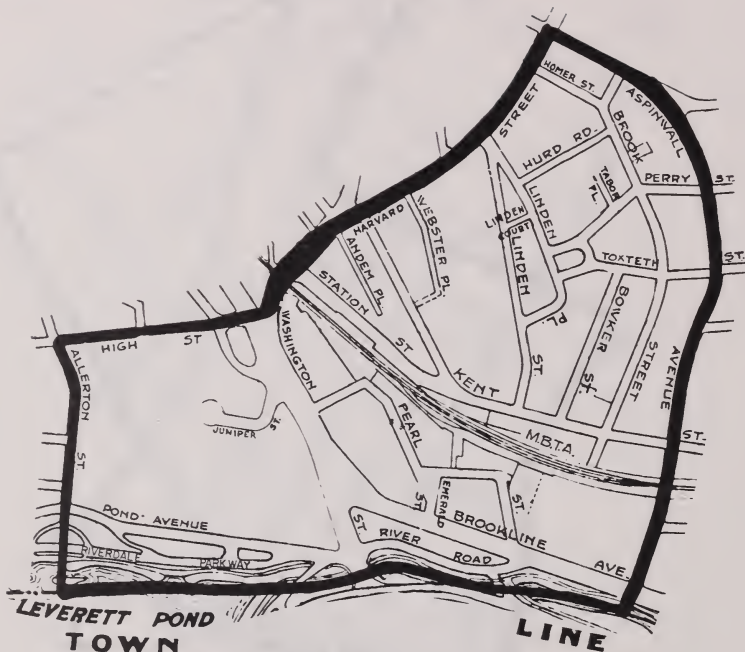 HOMER ST.
ASPINWALL
STREET
BROOK
HURD RD.
PERRY ST.
TABOR PL.
HARVARD
WEBSTER PL
LINDEN COURT
LINDEN
LINDEN
ANDEM PL.
TOXTETH ST.
STATION ST
BOWKER ST.
PL.
WASHINGTON
KENT ST.
ST.
STREET
AVENUE
HIGH ST
ALLERTON ST
PEARL ST.
M.B.T.A.
JUNIPER ST.
EMERALD
ST.
BROOKLINE AVE.
POND AVENUE
ST
RIVER ROAD
RIVERDALE PARKWAY
LEVERETT POND
TOWN LINE